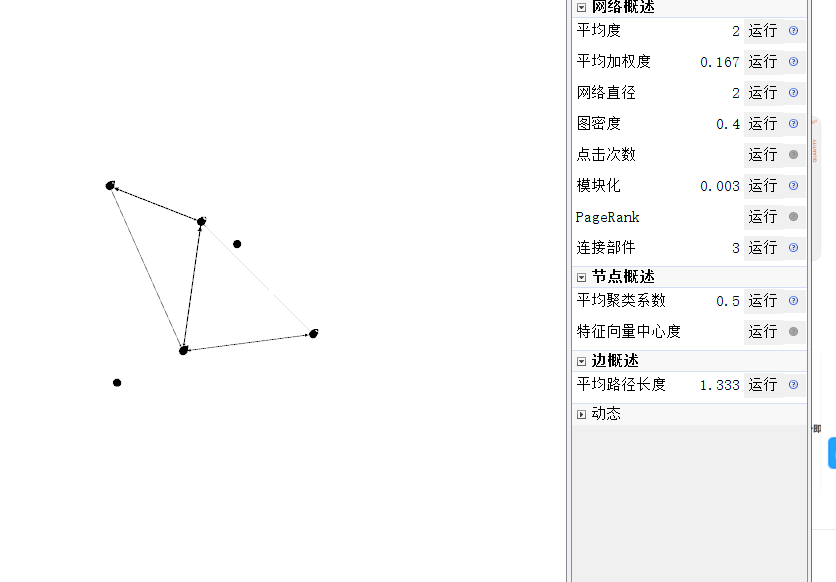 网络概述
平均度 2 运行
平均加权度 0.167 运行
网络直径 2 运行
图密度 0.4 运行
点击次数 运行
模块化 0.003 运行
PageRank 运行
连接部件 3 运行
节点概述
平均聚类系数 0.5 运行
特征向量中心度 运行
边概述
平均路径长度 1.333 运行
动态
即